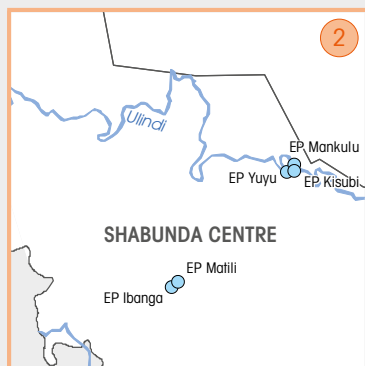 2
Ulindi
EP Mankulu
EP Yuyu
EP Kisubi
SHABUNDA CENTRE
EP Matili
EP Ibanga